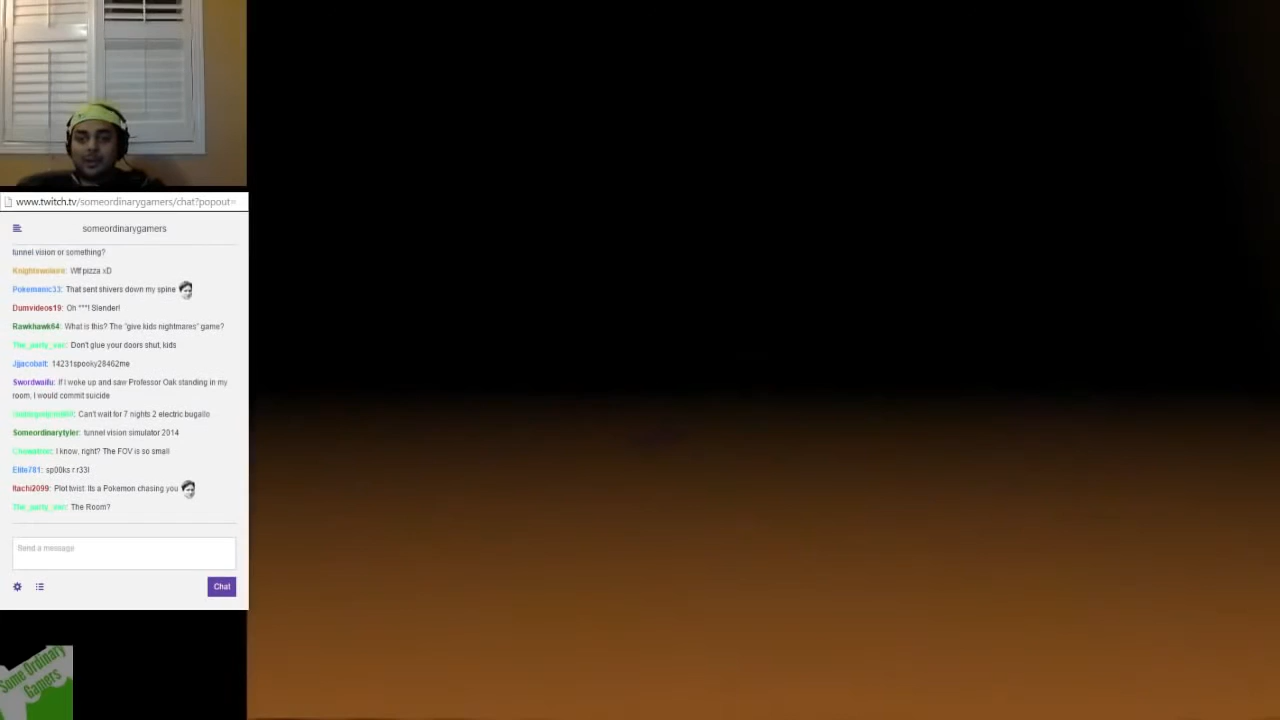 www.twitch.tv/someordinarygamers/chat?popout=
someordinarygamers
tunnel vision or something?
Wtf pizza xD
Pokemanic33: That sent shivers down my spine
Dumvideos19: Oh ***! Slender!
Rawkhawk64: What is this? The "give kids nightmares" game?
The_party_van: Don't glue your doors shut, kids
Jjjacobalt: 14231spooky28462me
Swordwaifu: If I woke up and saw Professor Oak standing in my
room, I would commit suicide
Can't wait for 7 nights 2 electric bugallo
Someordinarytyler: tunnel vision simulator 2014
I know, right? The FOV is so small
Elite781: sp00ks r r33l
Itachi2099: Plot twist: Its a Pokemon chasing you
The_party_van: The Room?
Send a message
Chat
Some Ordinary
Gamers